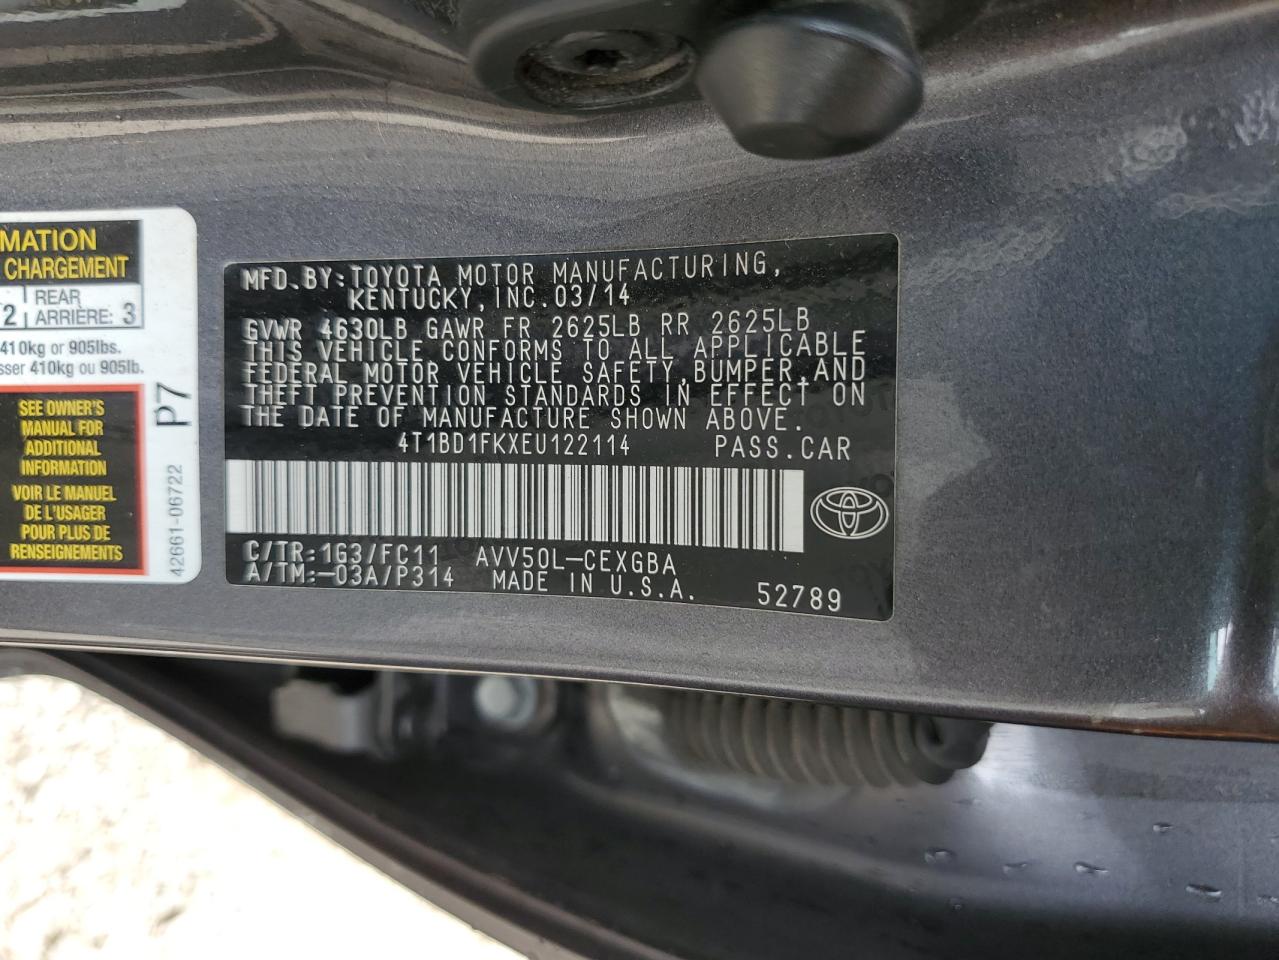 MATION
CHARGEMENT
2 REAR
ARRIÈRE: 3
410kg or 905lbs.
sser 410kg ou 905lb.
SEE OWNER'S
MANUAL FOR
ADDITIONAL
INFORMATION
VOIR LE MANUEL
DE L'USAGER
POUR PLUS DE
RENSEIGNEMENTS
P7
42661-06722
MFD.BY:TOYOTA MOTOR MANUFACTURING,
KENTUCKY,INC.03/14
GVWR 4630LB GAWR FR 2625LB RR 2625LB
THIS VEHICLE CONFORMS TO ALL APPLICABLE
FEDERAL MOTOR VEHICLE SAFETY,BUMPER,AND
THEFT PREVENTION STANDARDS IN EFFECT ON
THE DATE OF MANUFACTURE SHOWN ABOVE.
4T1BD1FKXEU122114 PASS.CAR
C/TR:1G3/FC11 AVV50L-CEXGBA
A/TM:-03A/P314 MADE IN U.S.A. 52789